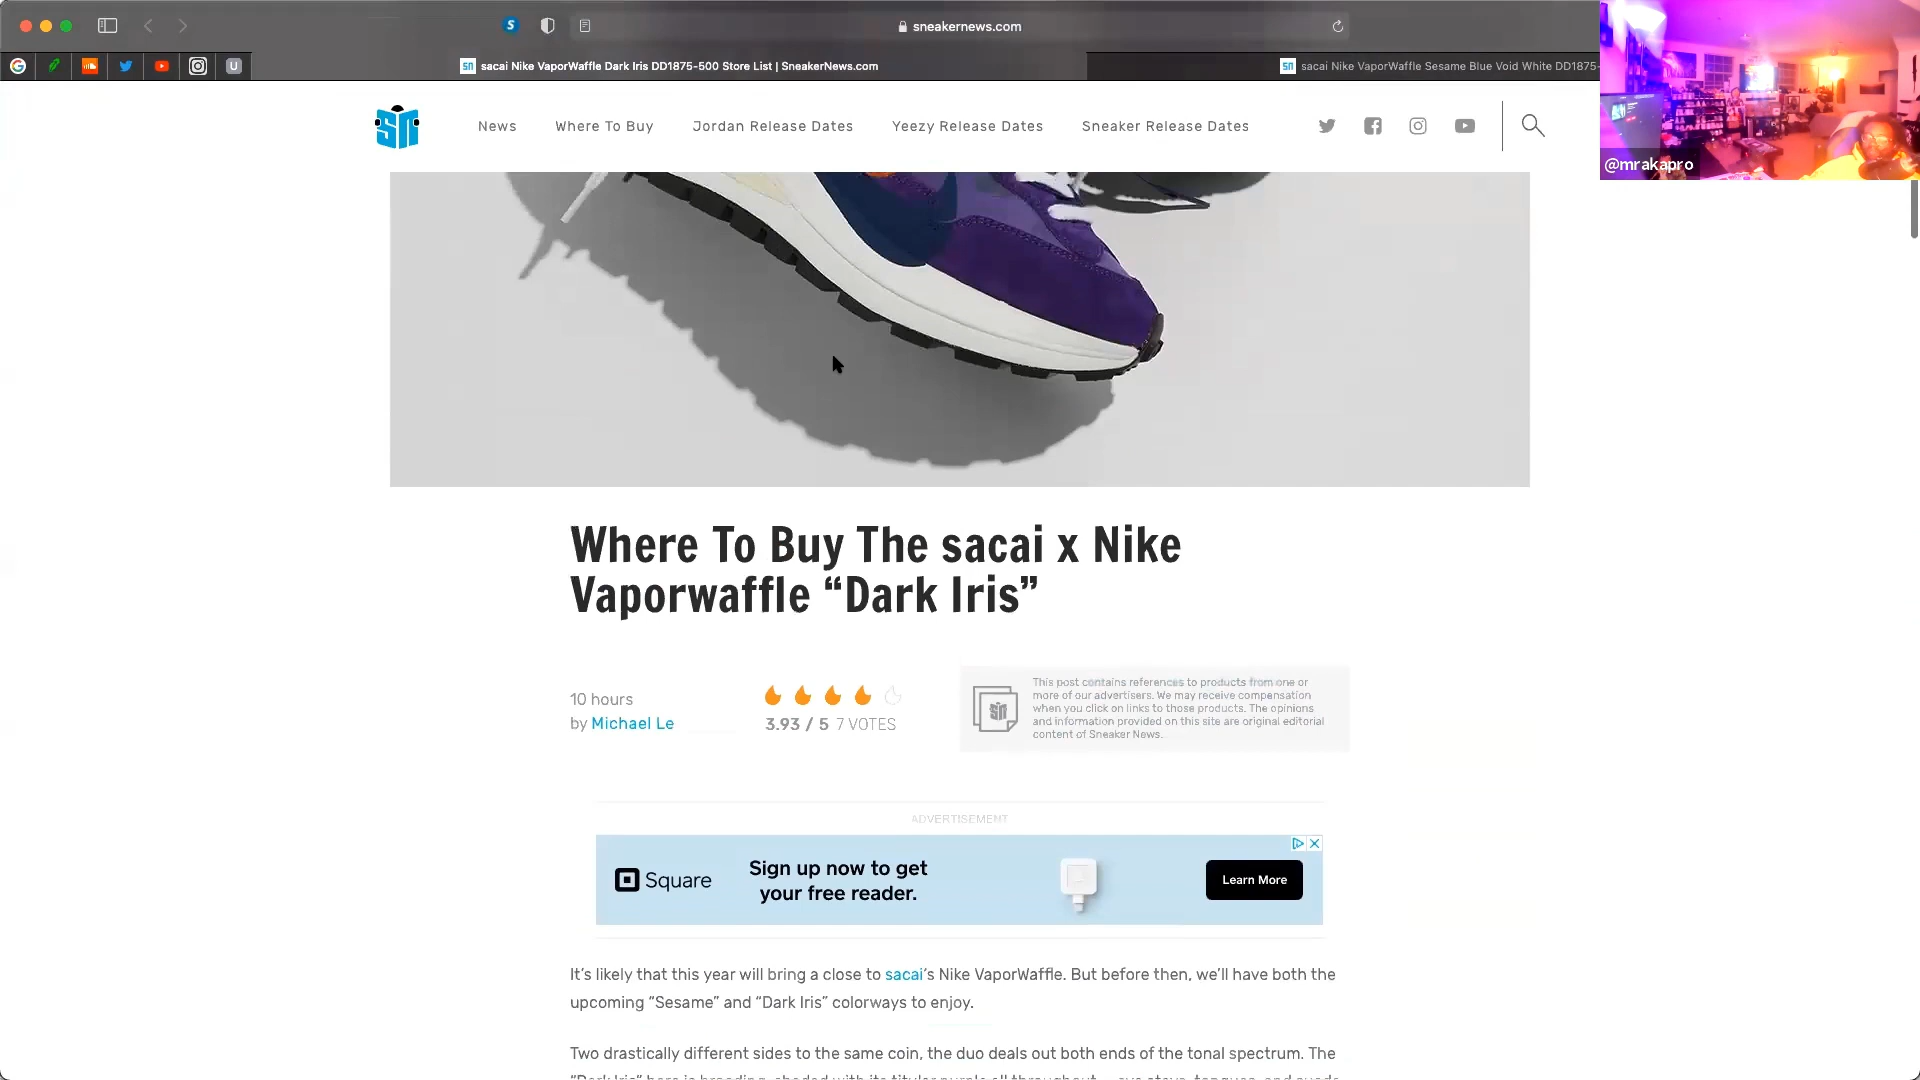 sneakernews.com
sacai Nike VaporWaffle Dark Iris DD1875-500 Store List | SneakerNews.com
sacai Nike VaporWaffle Sesame Blue Void White DD1875-
@mrakapro
News
Where To Buy
Jordan Release Dates
Yeezy Release Dates
Sneaker Release Dates
Where To Buy The sacai x Nike
Vaporwaffle “Dark Iris”
10 hours
by Michael Le
3.93 / 5 7 VOTES
This post contains references to products from one or
more of our advertisers. We may receive compensation
when you click on links to those products. The opinions
and information provided on this site are original editorial
content of Sneaker News.
ADVERTISEMENT
Square
Sign up now to get
your free reader.
Learn More
It’s likely that this year will bring a close to sacai’s Nike VaporWaffle. But before then, we’ll have both the
upcoming “Sesame” and “Dark Iris” colorways to enjoy.
Two drastically different sides to the same coin, the duo deals out both ends of the tonal spectrum. The